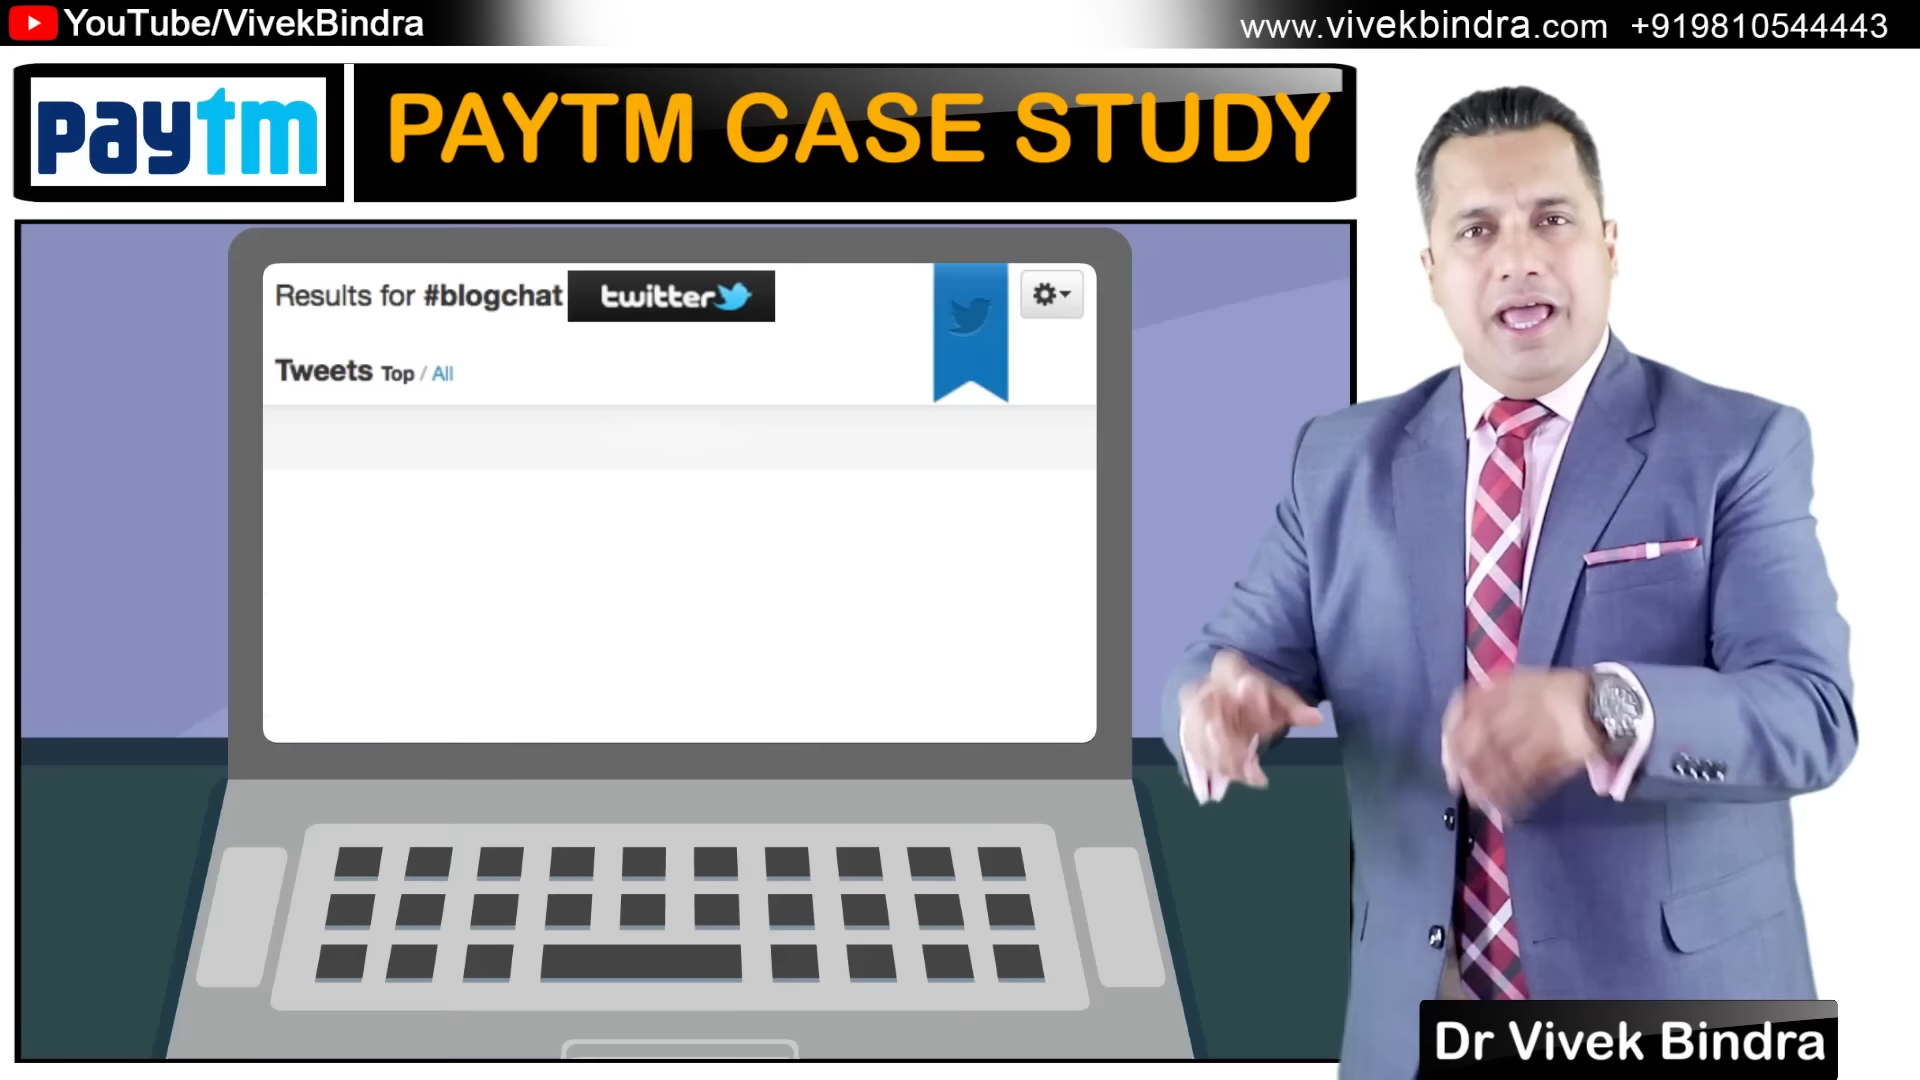 YouTube/VivekBindra
www.vivekbindra.com +919810544443
paytm
PAYTM CASE STUDY
Results for #blogchat twitter
Tweets Top / All
Dr Vivek Bindra